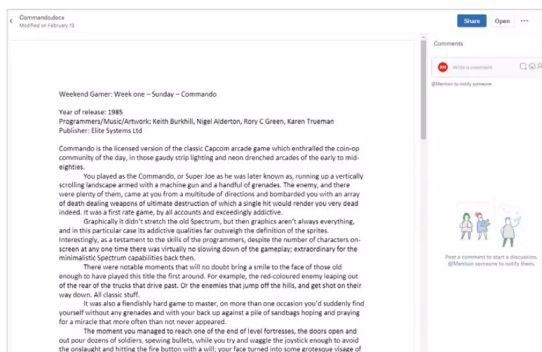 Commando.docx
Modified on February 19
Share
Open
Comments
Write a comment
@Mention to notify someone
Weekend Gamer: Week one – Sunday – Commando
Year of release: 1985
Programmers/Music/Artwork: Keith Burkhill, Nigel Alderton, Rory C Green, Karen Trueman
Publisher: Elite Systems Ltd
Commando is the licensed version of the classic Capcom arcade game which enthralled the coin-op
community of the day, in those gaudy strip lighting and neon drenched arcades of the early to mid-
eighties.
You played as the Commando, or Super Joe as he was later known as, running up a vertically
scrolling landscape armed with a machine gun and a handful of grenades. The enemy, and there
were plenty of them, came at you from a multitude of directions and bombarded you with an array
of death dealing weapons of ultimate destruction of which a single hit would render you very dead
indeed. It was a first rate game, by all accounts and exceedingly addictive.
Graphically it didn't stretch the old Spectrum, but then graphics aren't always everything,
and in this particular case its addictive qualities far outweigh the definition of the sprites.
Interestingly, as a testament to the skills of the programmers, despite the number of characters on-
screen at any one time there was virtually no slowing down of the gameplay; extraordinary for the
minimalistic Spectrum capabilities back then.
There were notable moments that will no doubt bring a smile to the face of those old
enough to have played this title the first around. For example, the red-coloured enemy leaping out
of the rear of the trucks that drive past. Or the enemies that jump off the hills, and get shot on their
way down. All classic stuff.
It was also a fiendishly hard game to master, on more than one occasion you'd suddenly find
yourself without any grenades and with your back up against a pile of sandbags hoping and praying
for a miracle that more often than not never appeared.
The moment you managed to reach one of the end of level fortresses, the doors open and
out pour dozens of soldiers, spewing bullets, while you try and waggle the joystick enough to avoid
the onslaught and hitting the fire button with a will; your face turned into some grotesque visage of
Post a comment to start a discussion.
@Mention someone to notify them.